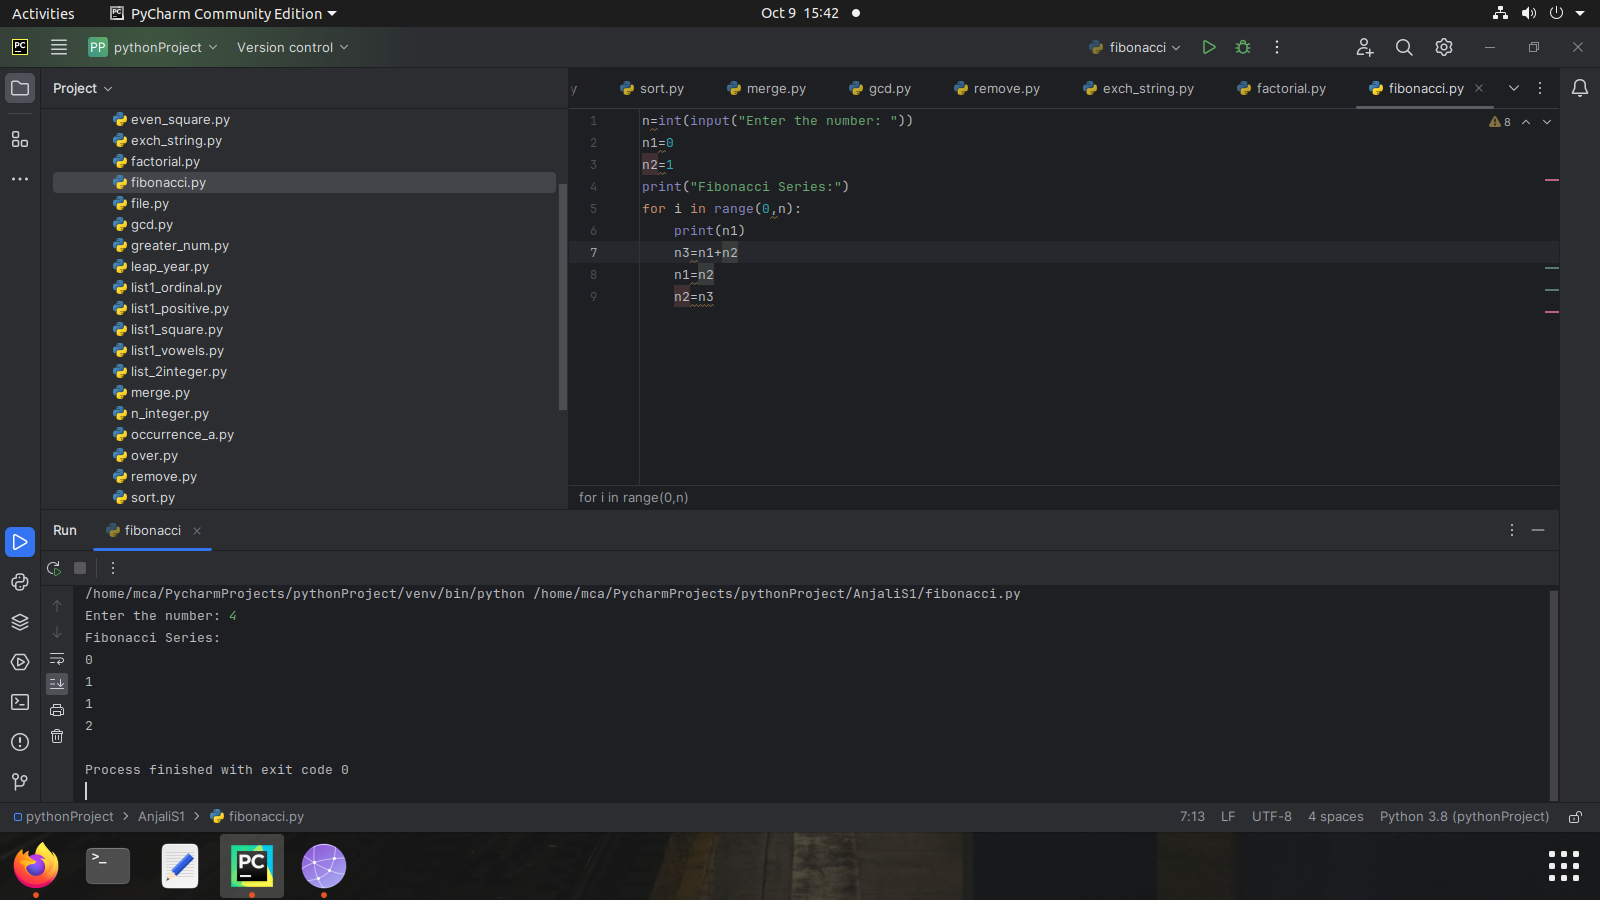 Activities PyCharm Community Edition Oct 9 15:42
PP pythonProject Version control fibonacci
Project
y sort.py merge.py gcd.py remove.py exch_string.py factorial.py fibonacci.py
even_square.py
exch_string.py
factorial.py
fibonacci.py
file.py
gcd.py
greater_num.py
leap_year.py
list1_ordinal.py
list1_positive.py
list1_square.py
list1_vowels.py
list_2integer.py
merge.py
n_integer.py
occurrence_a.py
over.py
remove.py
sort.py
1 n=int(input("Enter the number: "))
8
2 n1=0
3 n2=1
4 print("Fibonacci Series:")
5 for i in range(0,n):
6 print(n1)
7 n3=n1+n2
8 n1=n2
9 n2=n3
for i in range(0,n)
Run fibonacci
/home/mca/PycharmProjects/pythonProject/venv/bin/python /home/mca/PycharmProjects/pythonProject/AnjaliS1/fibonacci.py
Enter the number: 4
Fibonacci Series:
0
1
1
2
Process finished with exit code 0
pythonProject > AnjaliS1 > fibonacci.py 7:13 LF UTF-8 4 spaces Python 3.8 (pythonProject)
>_ PC